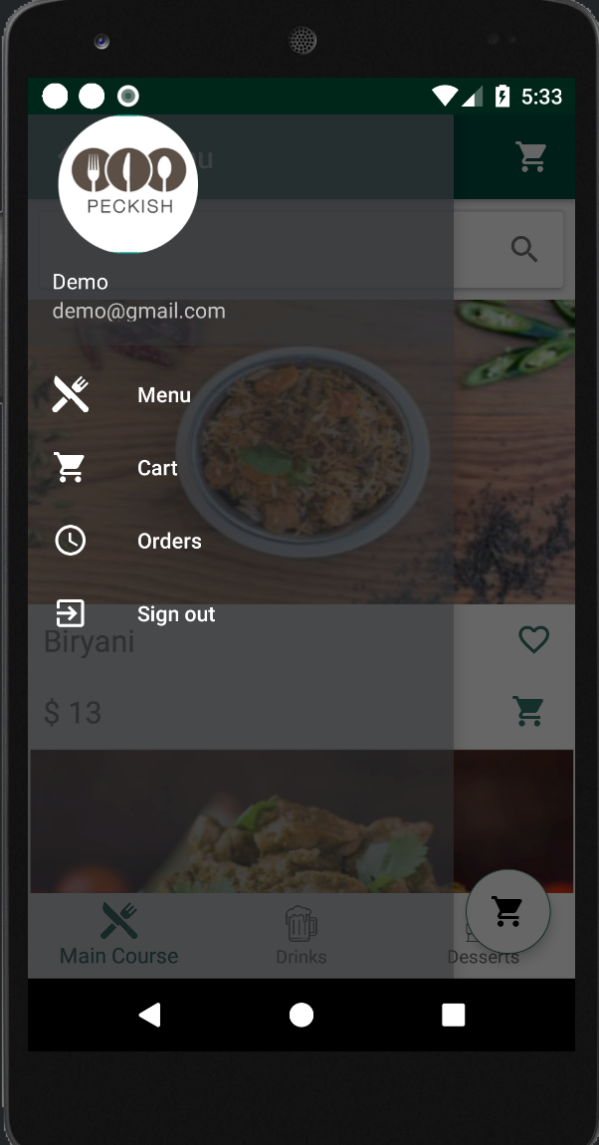 5:33
u
PECKISH
Demo
demo@gmail.com
Menu
Cart
Orders
Sign out
Biryani
$ 13
Main Course
Drinks
Desserts